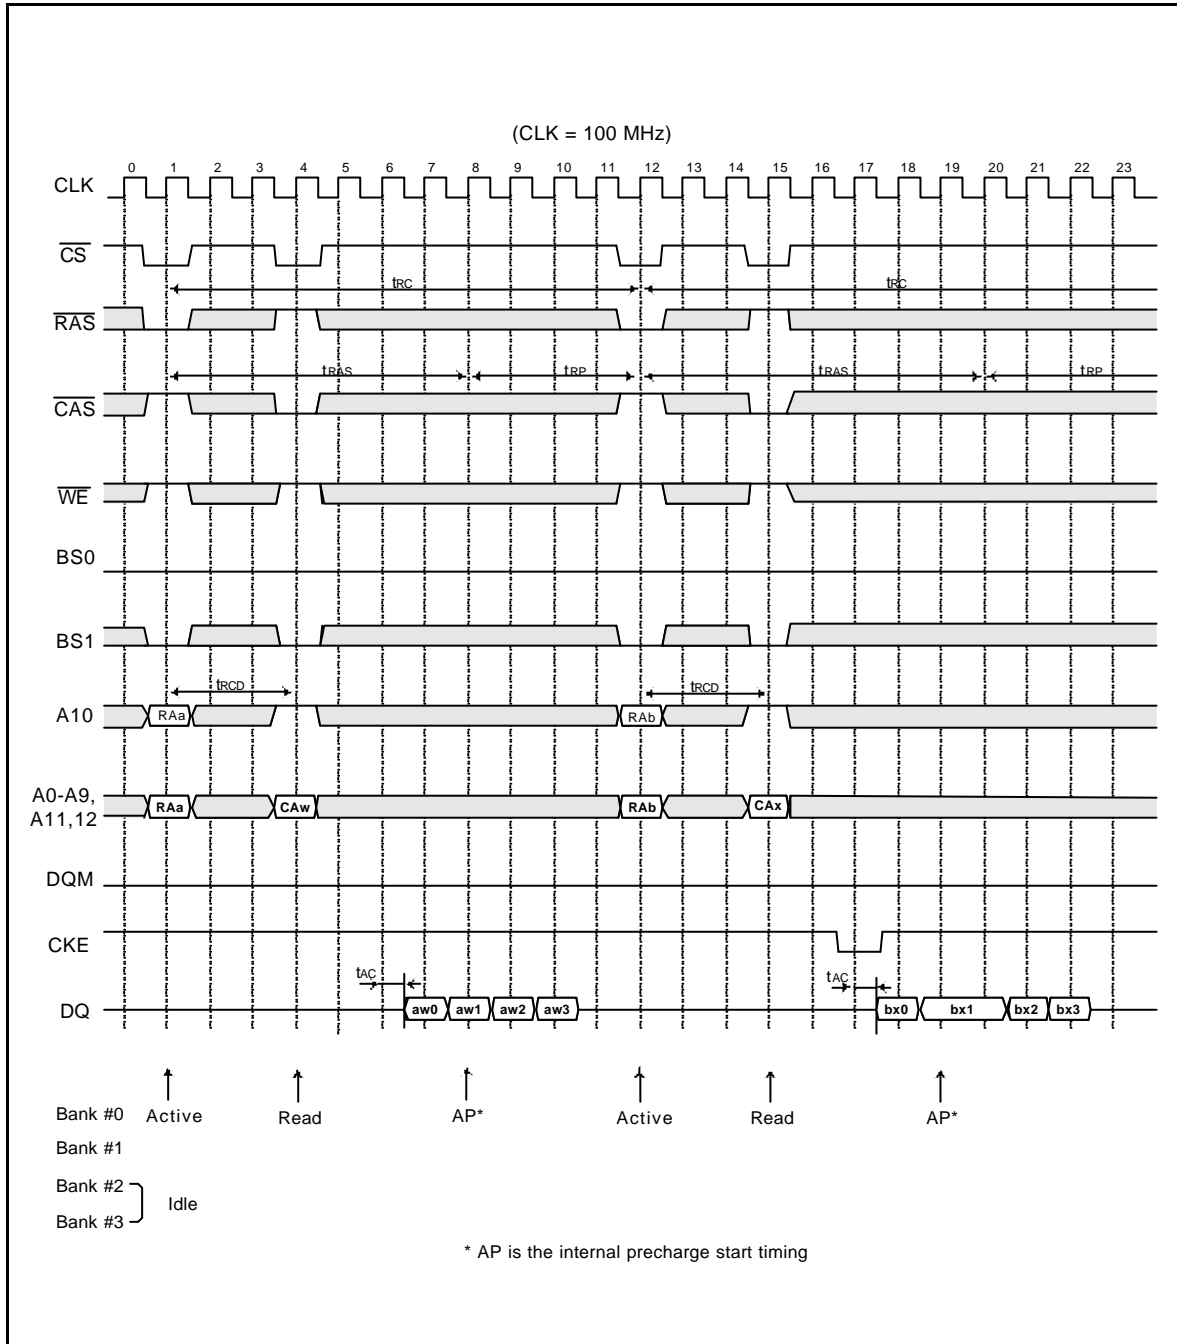 (CLK = 100 MHz)
0 1 2 3 4 5 6 7 8 9 10 11 12 13 14 15 16 17 18 19 20 21 22 23
CLK
CS
tRC tRC
RAS
tRAS tRP tRAS tRP
CAS
WE
BS0
BS1
tRCD tRCD
A10 RAa RAb
A0-A9,
A11,12 RAa CAw RAb CAx
DQM
CKE
tAC tAC
DQ aw0 aw1 aw2 aw3 bx0 bx1 bx2 bx3
Bank #0 Active Read AP* Active Read AP*
Bank #1
Bank #2
Idle
Bank #3
* AP is the internal precharge start timing